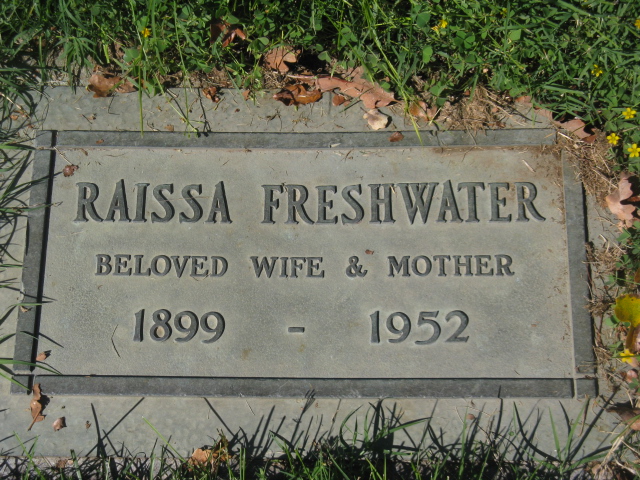 RAISSA FRESHWATER
BELOVED WIFE & MOTHER
1899 - 1952